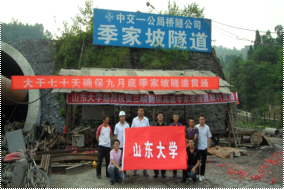 中交一公局桥隧公司
季家坡隧道
大干七十天确保九月底季家坡隧道贯通
山东大学